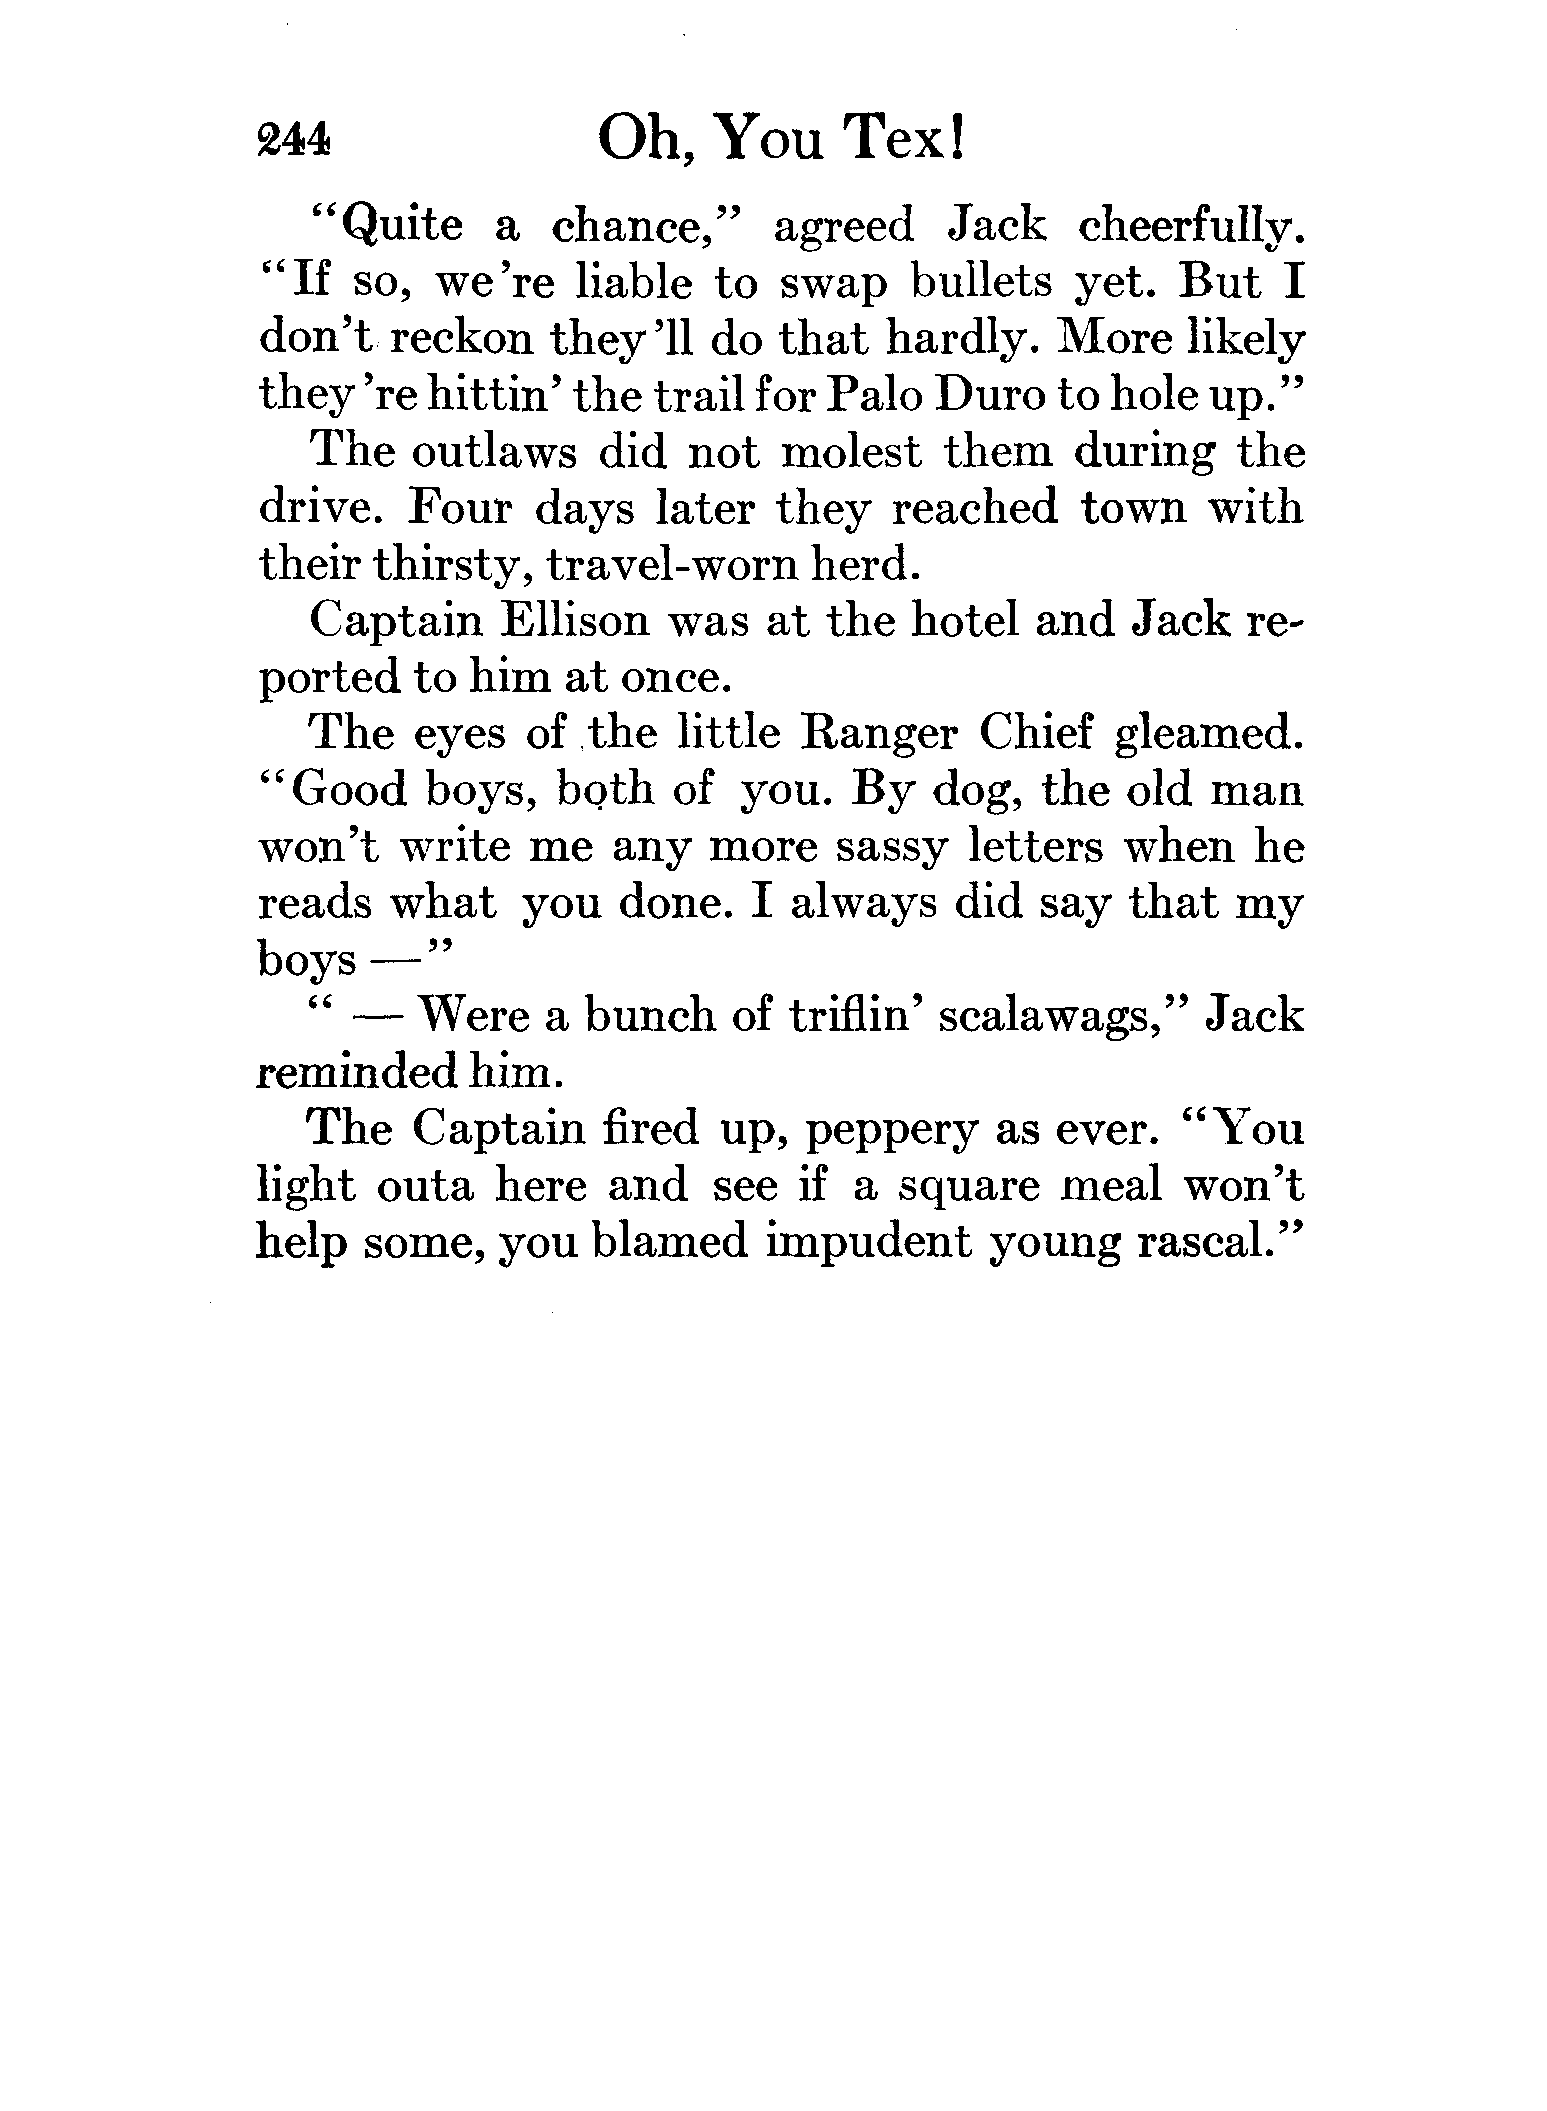 244 Oh, You Tex!
“Quite a chance,” agreed Jack cheerfully.
“If so, we’re liable to swap bullets yet. But I
don’t reckon they’ll do that hardly. More likely
they’re hittin’ the trail for Palo Duro to hole up.”
The outlaws did not molest them during the
drive. Four days later they reached town with
their thirsty, travel-worn herd.
Captain Ellison was at the hotel and Jack re-
ported to him at once.
The eyes of the little Ranger Chief gleamed.
“Good boys, both of you. By dog, the old man
won’t write me any more sassy letters when he
reads what you done. I always did say that my
boys —”
“ — Were a bunch of triflin’ scalawags,” Jack
reminded him.
The Captain fired up, peppery as ever. “You
light outa here and see if a square meal won’t
help some, you blamed impudent young rascal.”